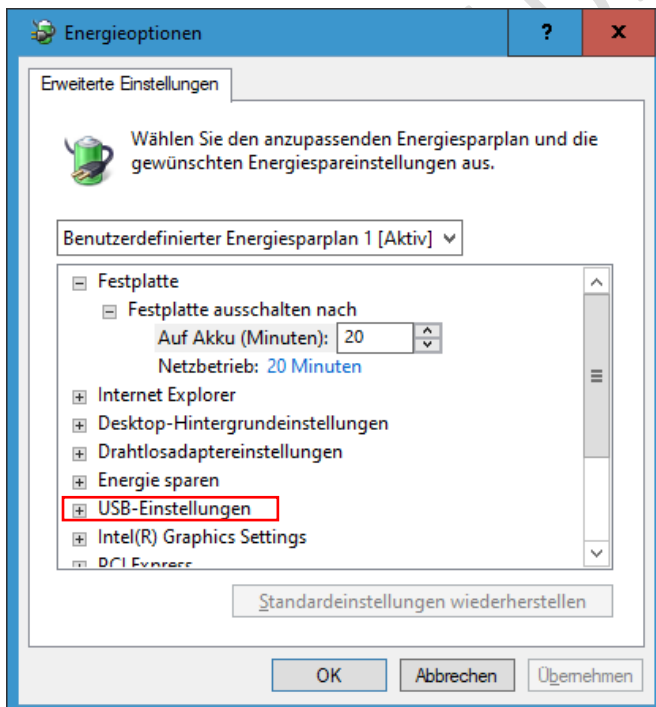 Energieoptionen
?
x
Erweiterte Einstellungen
Wählen Sie den anzupassenden Energiesparplan und die
gewünschten Energiespareinstellungen aus.
Benutzerdefinierter Energiesparplan 1 [Aktiv]
Festplatte
Festplatte ausschalten nach
Auf Akku (Minuten): 20
Netzbetrieb: 20 Minuten
Internet Explorer
Desktop-Hintergrundeinstellungen
Drahtlosadaptereinstellungen
Energie sparen
USB-Einstellungen
Intel(R) Graphics Settings
PCI Express
Standardeinstellungen wiederherstellen
OK Abbrechen Übernehmen